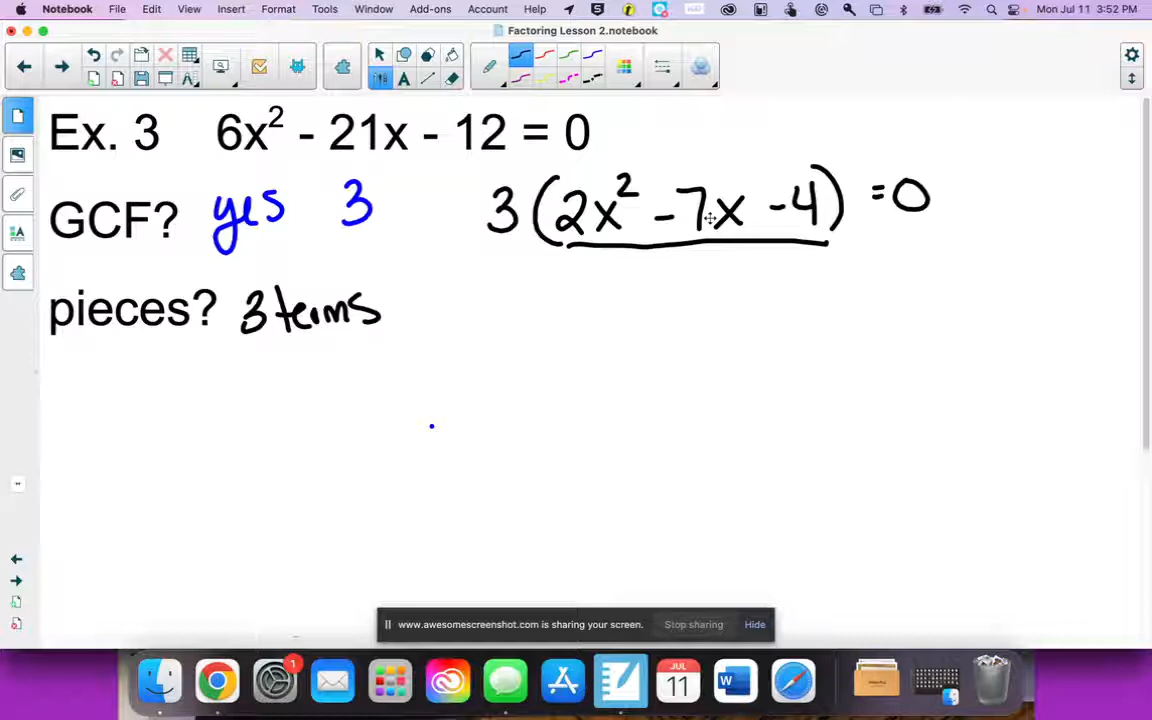 Notebook File Edit View Insert Format Tools Window Add-ons Account Help Mon Jul 11 3:52 PM
Factoring Lesson 2.notebook
Ex. 3 6x² - 21x - 12 = 0
GCF? yes 3 3(2x² -7x -4) =0
pieces? 3 terms
www.awesomescreenshot.com is sharing your screen. Stop sharing Hide
1
JUL
11
W